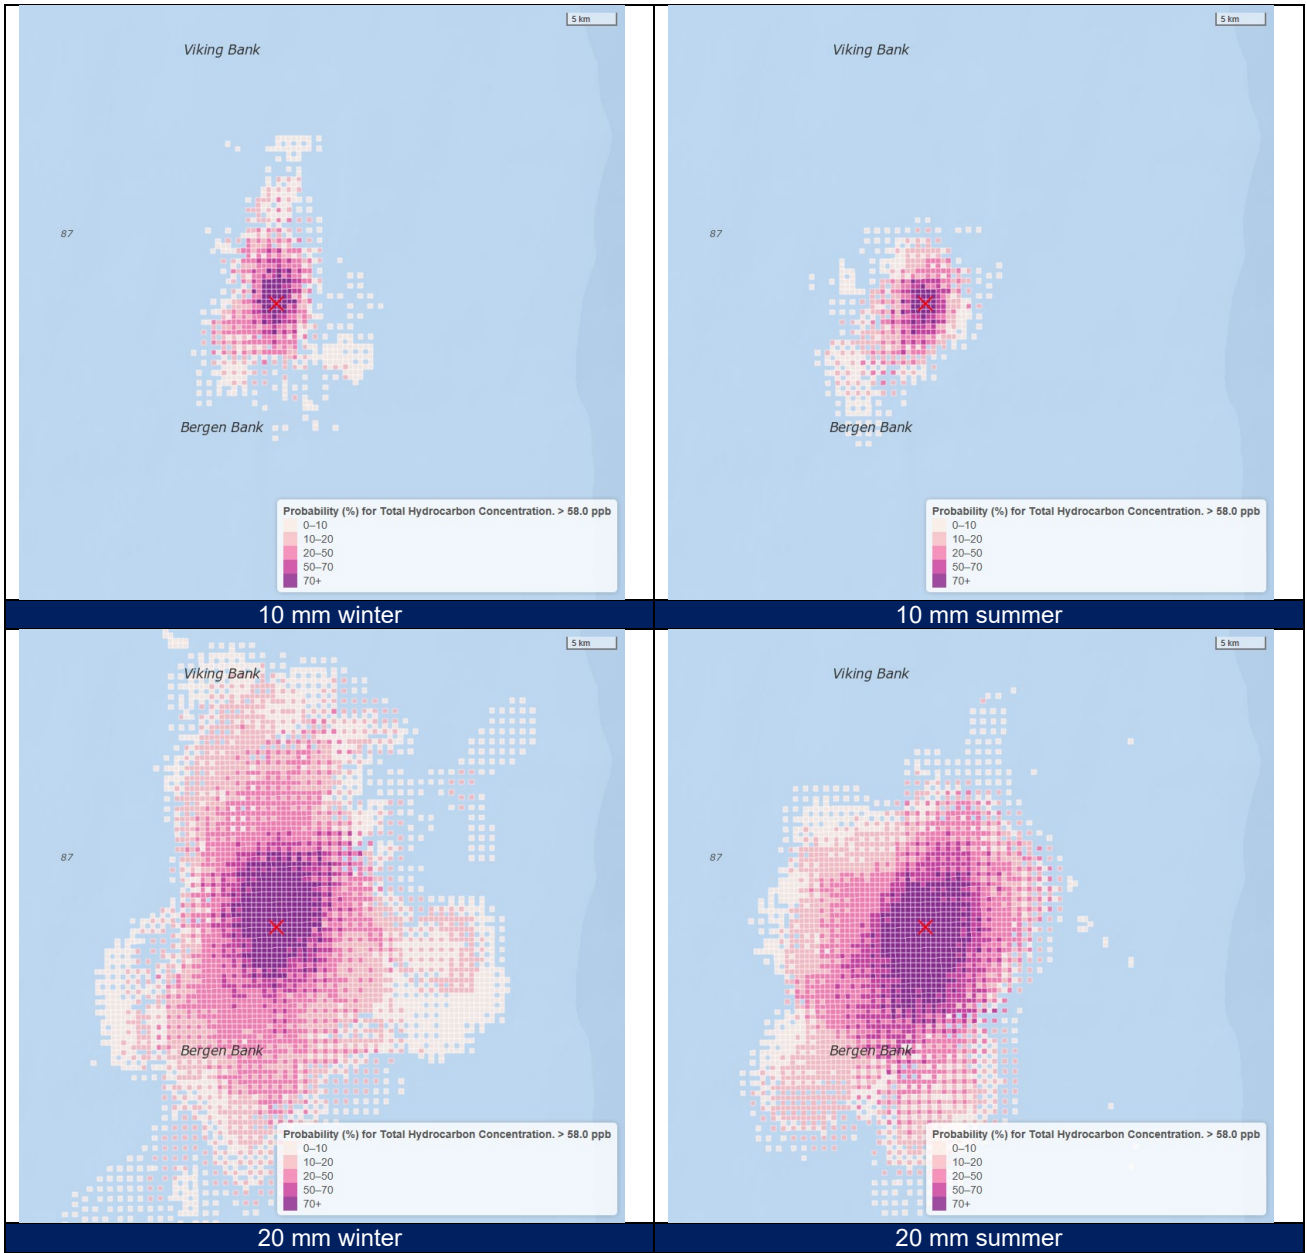 5 km
Viking Bank
87
Bergen Bank
Probability (%) for Total Hydrocarbon Concentration. > 58.0 ppb
0–10
10–20
20–50
50–70
70+
10 mm winter
5 km
Viking Bank
87
Bergen Bank
Probability (%) for Total Hydrocarbon Concentration. > 58.0 ppb
0–10
10–20
20–50
50–70
70+
10 mm summer
5 km
Viking Bank
87
Bergen Bank
Probability (%) for Total Hydrocarbon Concentration. > 58.0 ppb
0–10
10–20
20–50
50–70
70+
20 mm winter
5 km
Viking Bank
87
Bergen Bank
Probability (%) for Total Hydrocarbon Concentration. > 58.0 ppb
0–10
10–20
20–50
50–70
70+
20 mm summer